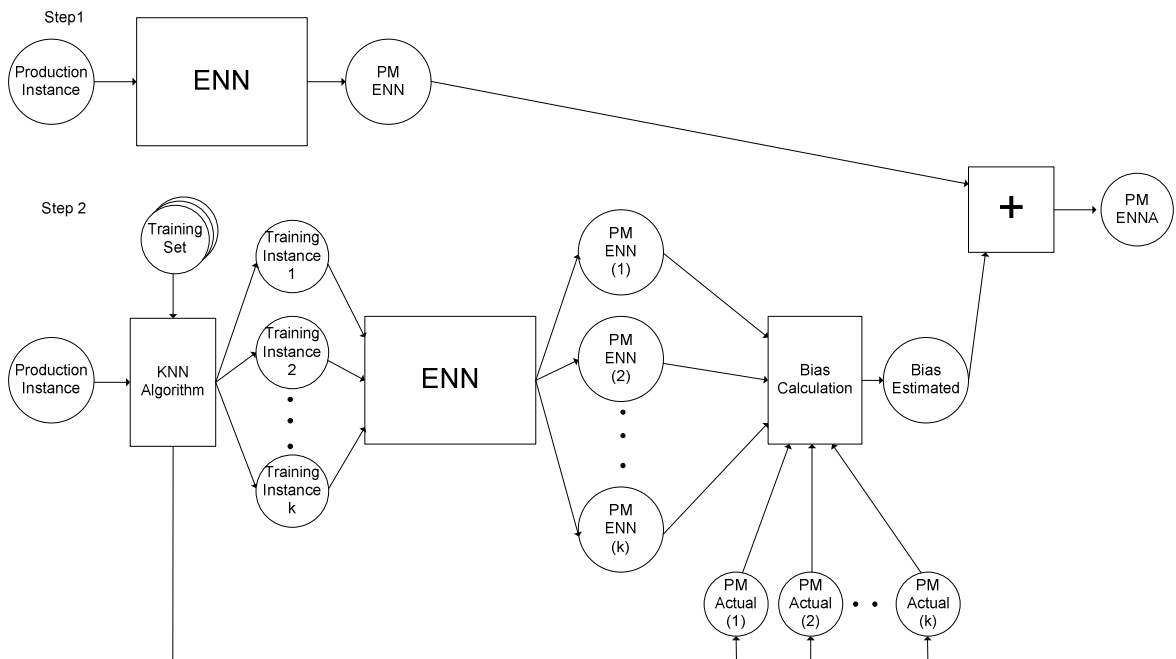 Step1
Production
Instance
ENN
PM
ENN
+
PM
ENNA
Step 2
Training
Set
Production
Instance
KNN
Algorithm
Training
Instance
1
Training
Instance
2
Training
Instance
k
ENN
PM
ENN
(1)
PM
ENN
(2)
PM
ENN
(k)
Bias
Calculation
Bias
Estimated
PM
Actual
(1)
PM
Actual
(2)
PM
Actual
(k)